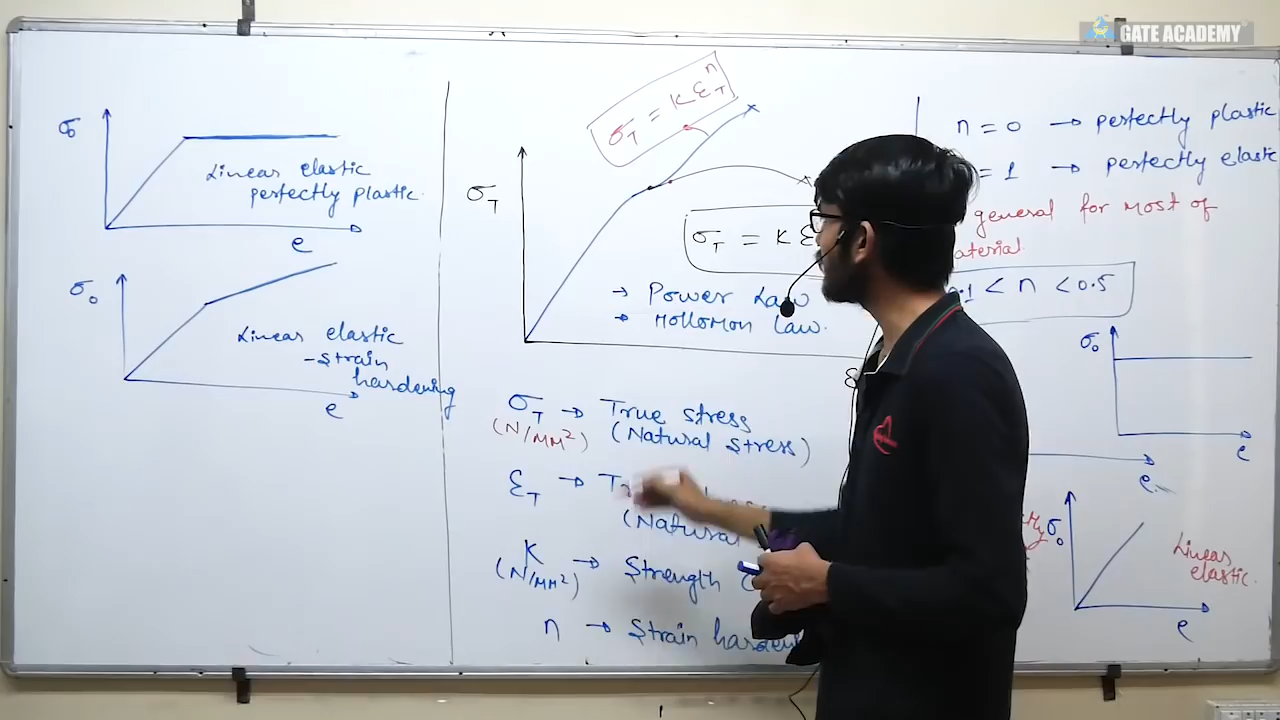 GATE ACADEMY
σ
Linear elastic
perfectly plastic.
e
σ₀
Linear elastic
-strain
hardening
e
σ_T = K ε_T^n
σ_T
σ_T = K ε
→ Power Law
→ Hollomon Law.
σ_T → True stress
(N/mm²) (Natural stress)
ε_T →
(Natural
K → Strength
(N/mm²)
n → Strain
n = 0 → perfectly plastic
= 1 → perfectly elastic
general for most of
< n < 0.5
σ₀
e
e
σ₀
Linear
elastic.
e